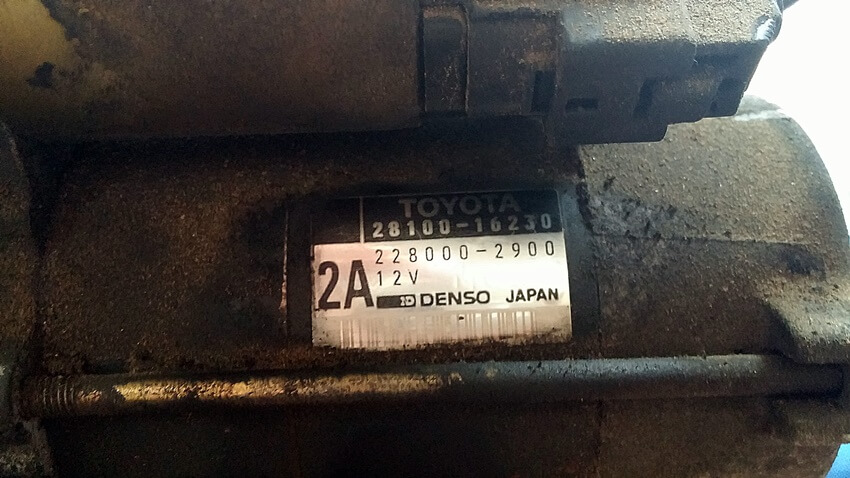 TOYOTA
28100-16230
228000-2900
12V
2A
DENSO JAPAN